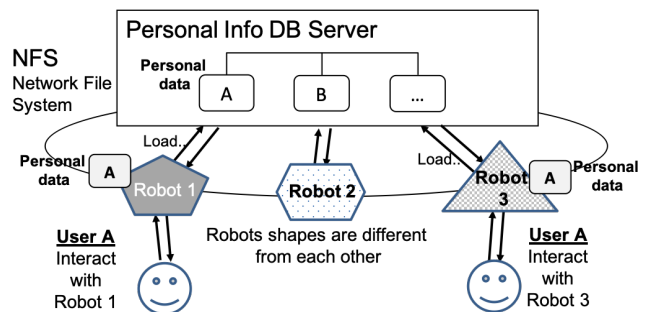 Personal Info DB Server
NFS
Network File
System
Personal
data
A
B
...
Load..
Load..
Personal
data
A
Robot 1
Robot 2
Robot
3
A
Personal
data
User A
Interact
with
Robot 1
Robots shapes are different
from each other
User A
Interact
with
Robot 3